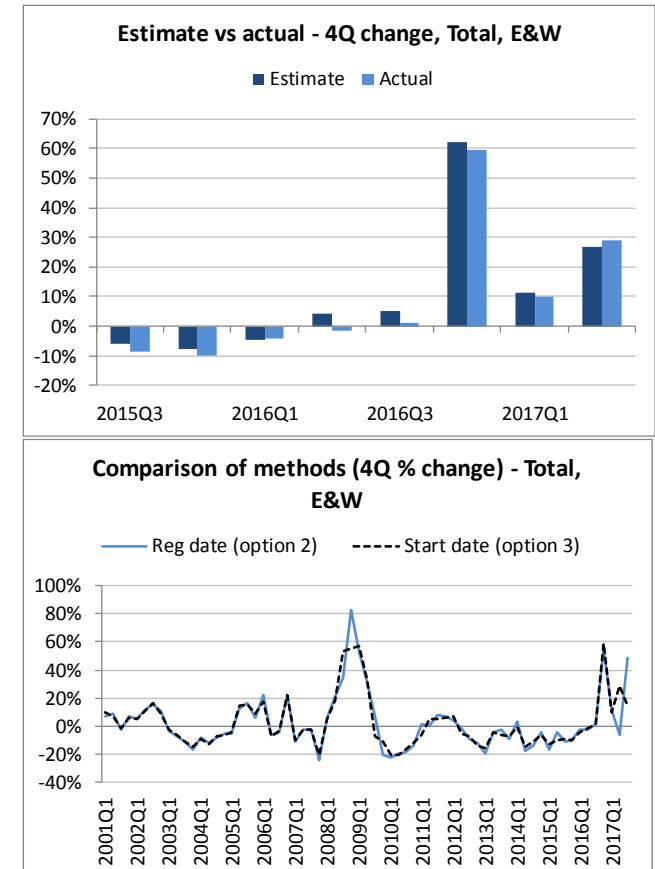 Estimate vs actual - 4Q change, Total, E&W
Estimate Actual
70%
60%
50%
40%
30%
20%
10%
0%
-10%
-20%
2015Q3 2016Q1 2016Q3 2017Q1
Comparison of methods (4Q % change) - Total,
E&W
Reg date (option 2) Start date (option 3)
100%
80%
60%
40%
20%
0%
-20%
-40%
2001Q1
2002Q1
2003Q1
2004Q1
2005Q1
2006Q1
2007Q1
2008Q1
2009Q1
2010Q1
2011Q1
2012Q1
2013Q1
2014Q1
2015Q1
2016Q1
2017Q1